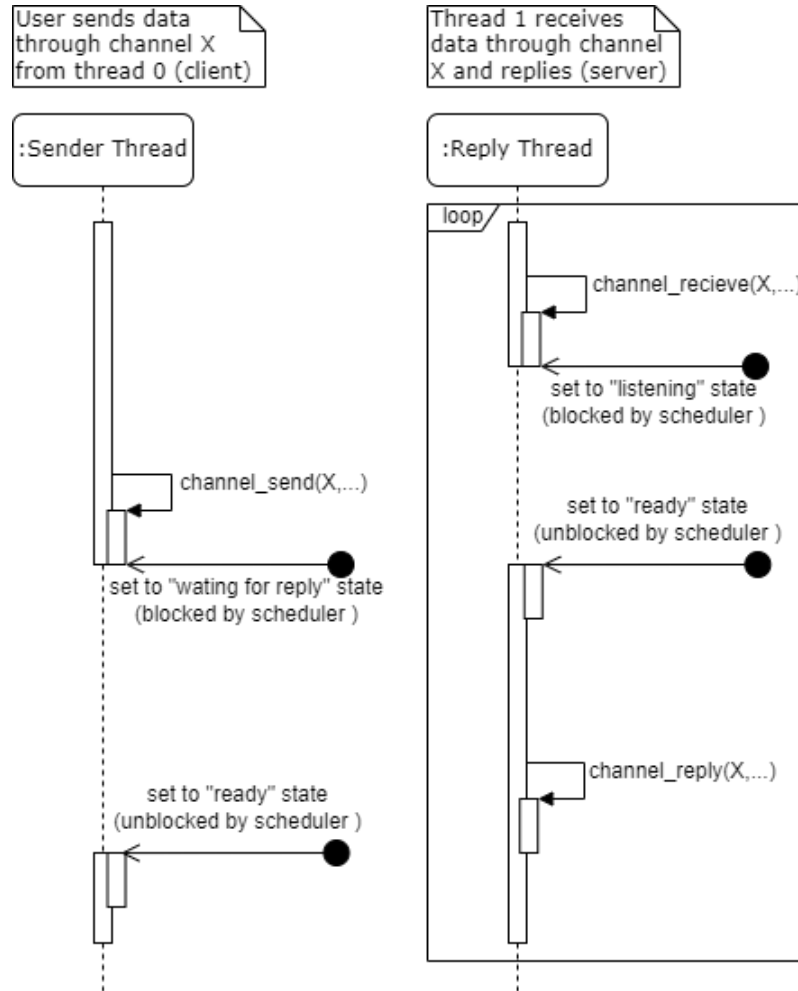 User sends data
through channel X
from thread 0 (client)
Thread 1 receives
data through channel
X and replies (server)
:Sender Thread
:Reply Thread
loop
channel_recieve(X,...)
set to "listening" state
(blocked by scheduler )
channel_send(X,...)
set to "ready" state
(unblocked by scheduler )
set to "wating for reply" state
(blocked by scheduler )
channel_reply(X,...)
set to "ready" state
(unblocked by scheduler )